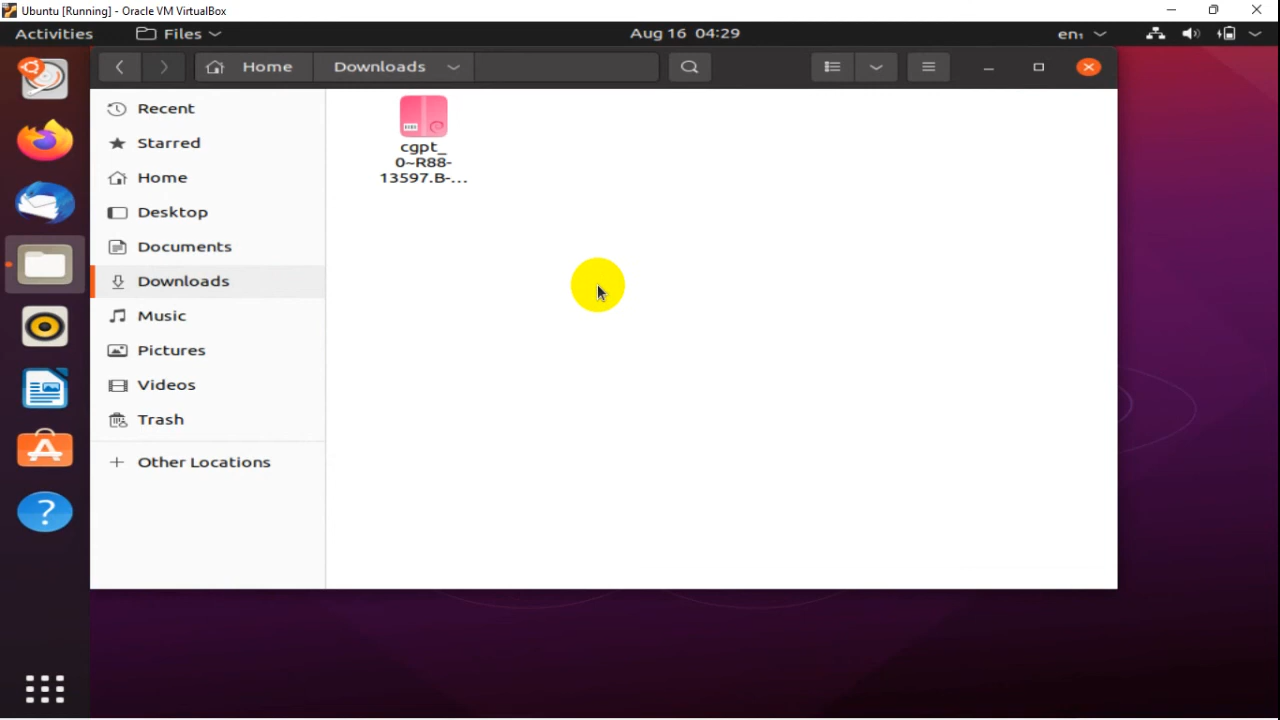 Ubuntu [Running] - Oracle VM VirtualBox
Activities Files Aug 16 04:29 en₁
Home Downloads
Recent
Starred
Home
Desktop
Documents
Downloads
Music
Pictures
Videos
Trash
Other Locations
cgpt_
0~R88-
13597.B-...